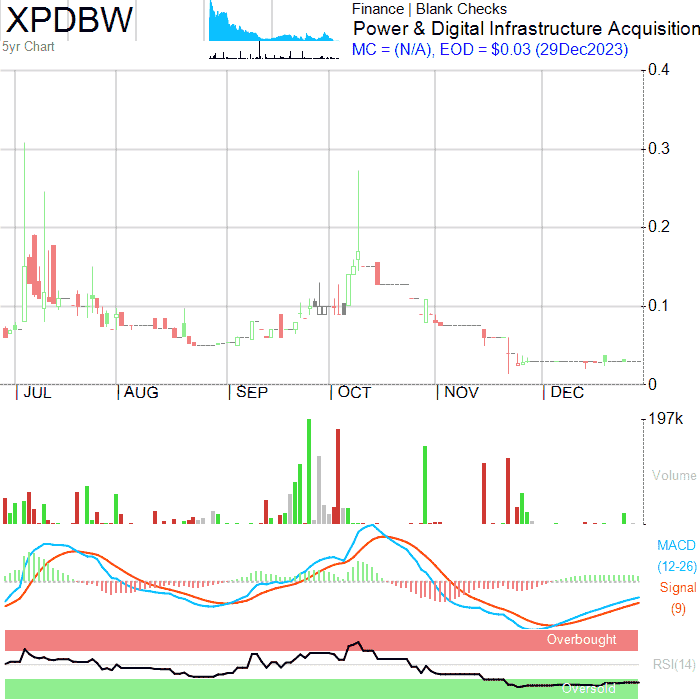 XPDBW
5yr Chart
Finance | Blank Checks
Power & Digital Infrastructure Acquisition
MC = (N/A), EOD = $0.03 (29Dec2023)
0.4
0.3
0.2
0.1
0
JUL AUG SEP OCT NOV DEC
197k
Volume
MACD
(12-26)
Signal
(9)
Overbought
RSI(14)
Oversold